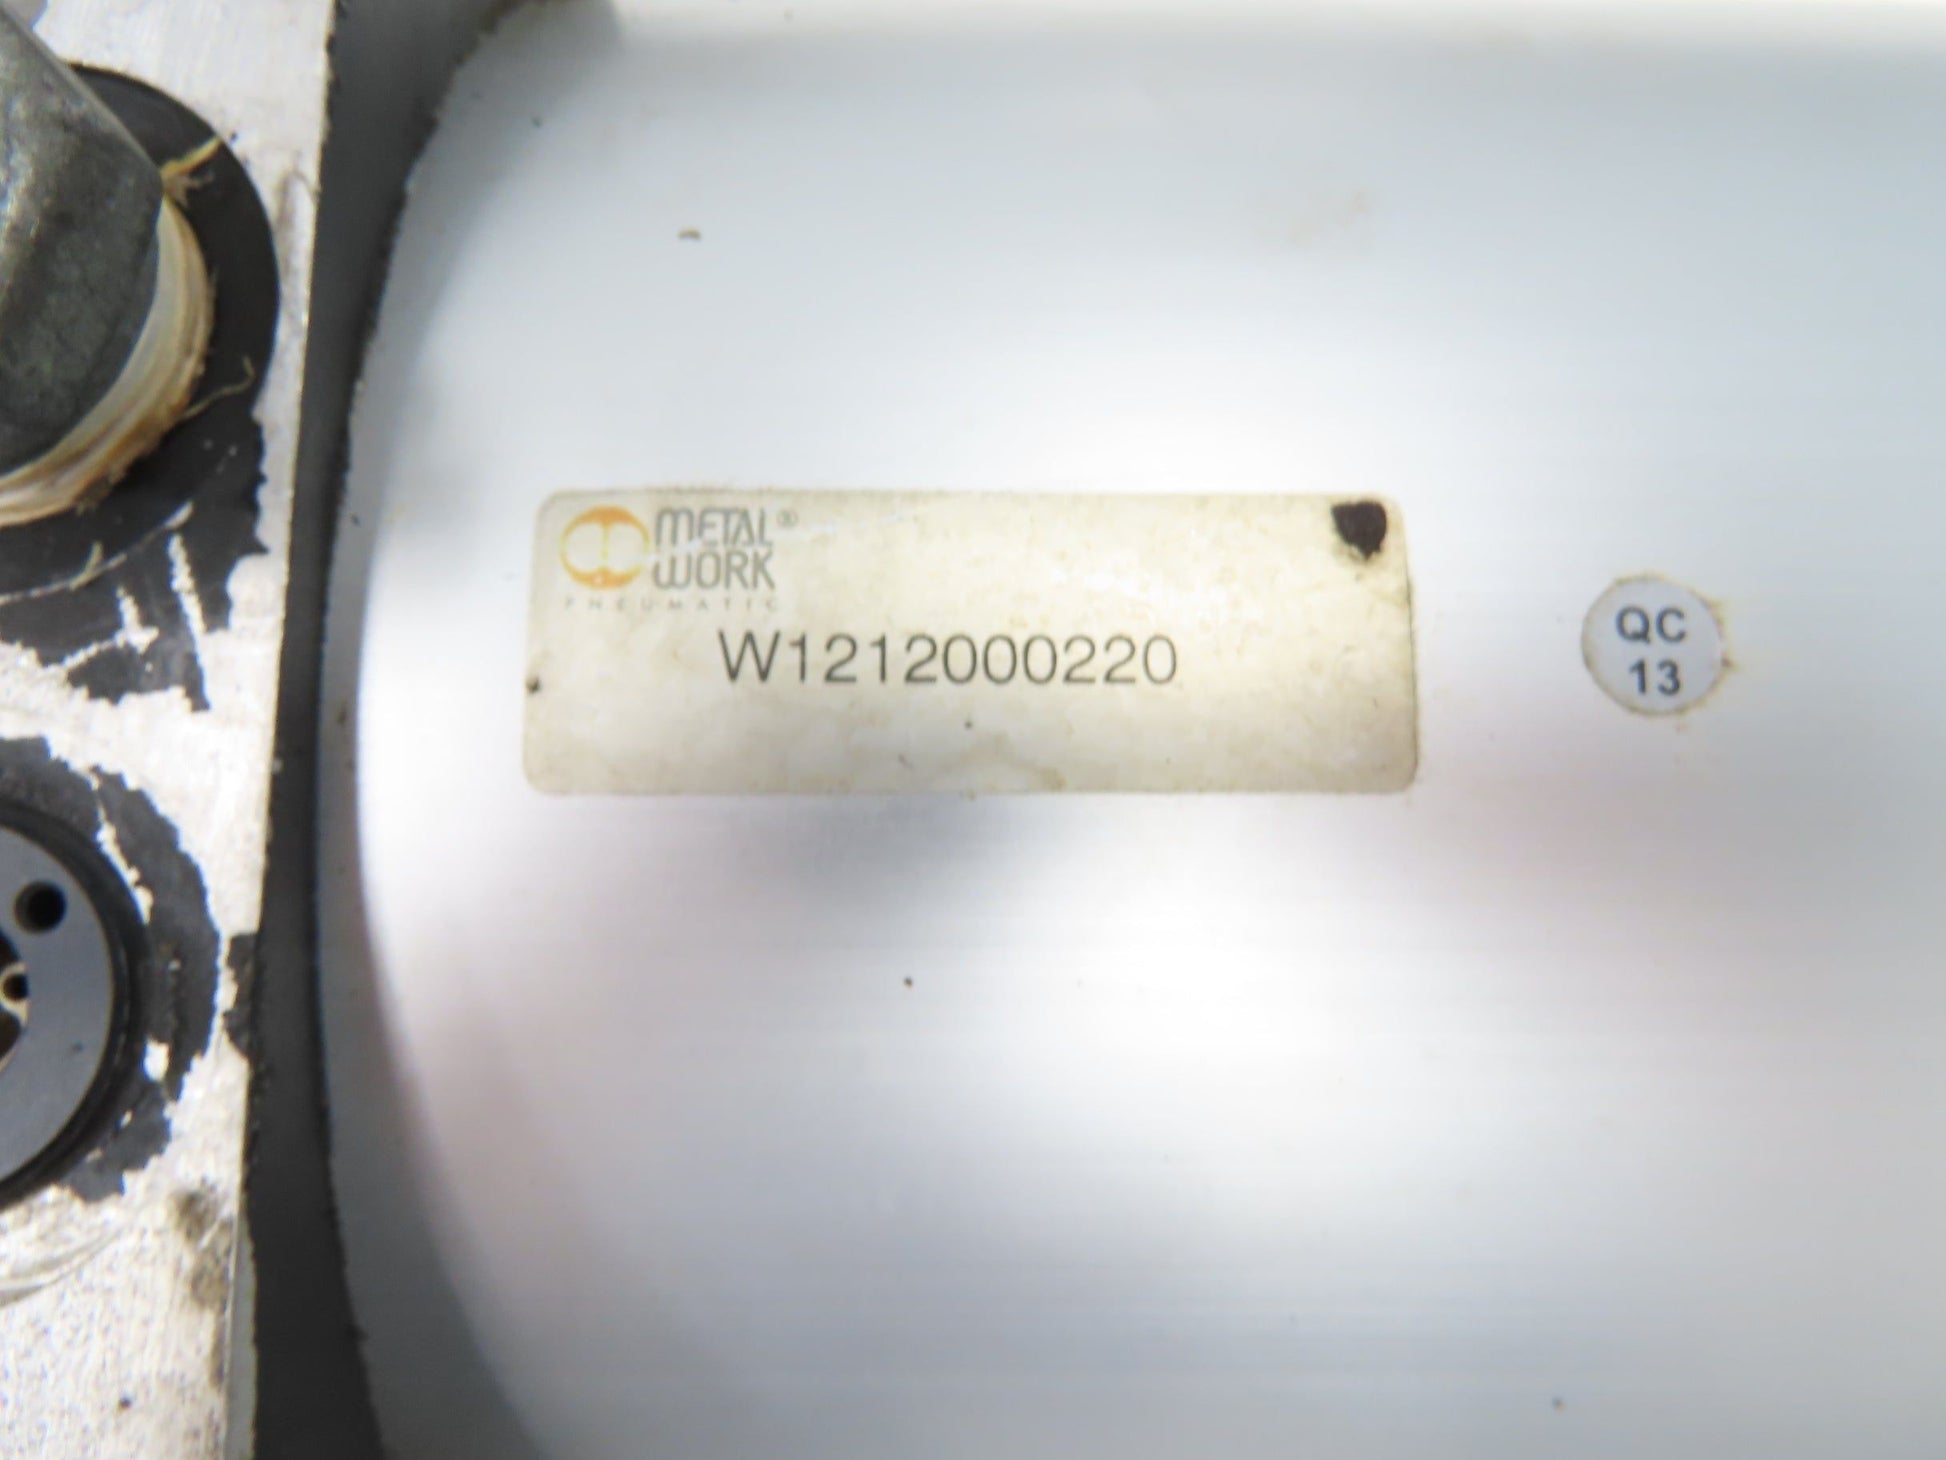 METAL®
WORK
PNEUMATIC
W1212000220
QC
13